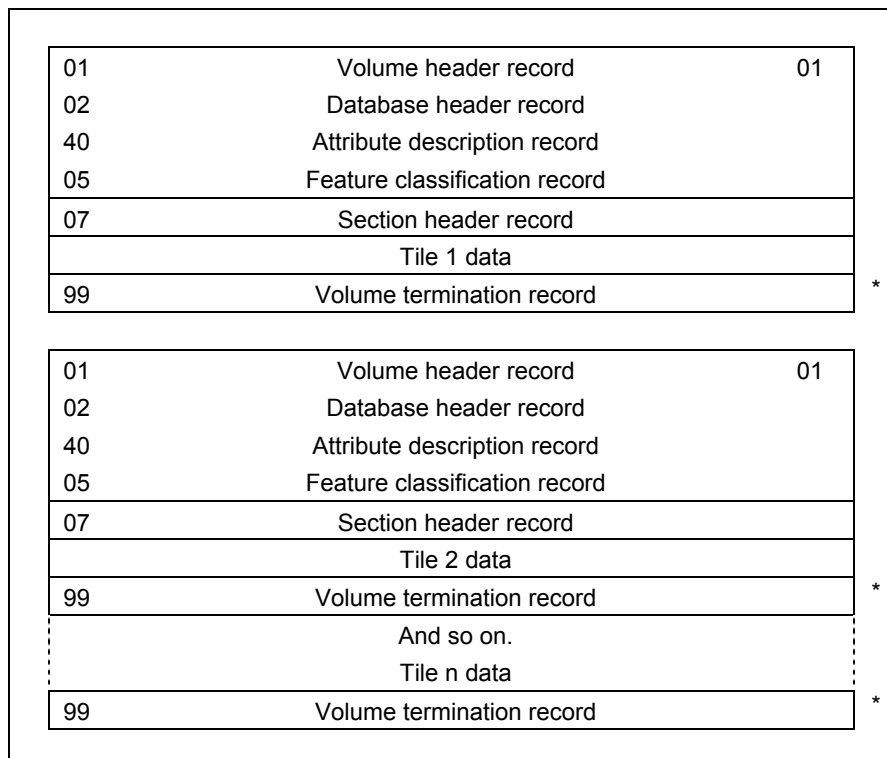 01 Volume header record 01
02 Database header record
40 Attribute description record
05 Feature classification record
07 Section header record
Tile 1 data
99 Volume termination record *
01 Volume header record 01
02 Database header record
40 Attribute description record
05 Feature classification record
07 Section header record
Tile 2 data
99 Volume termination record *
And so on.
Tile n data
99 Volume termination record *